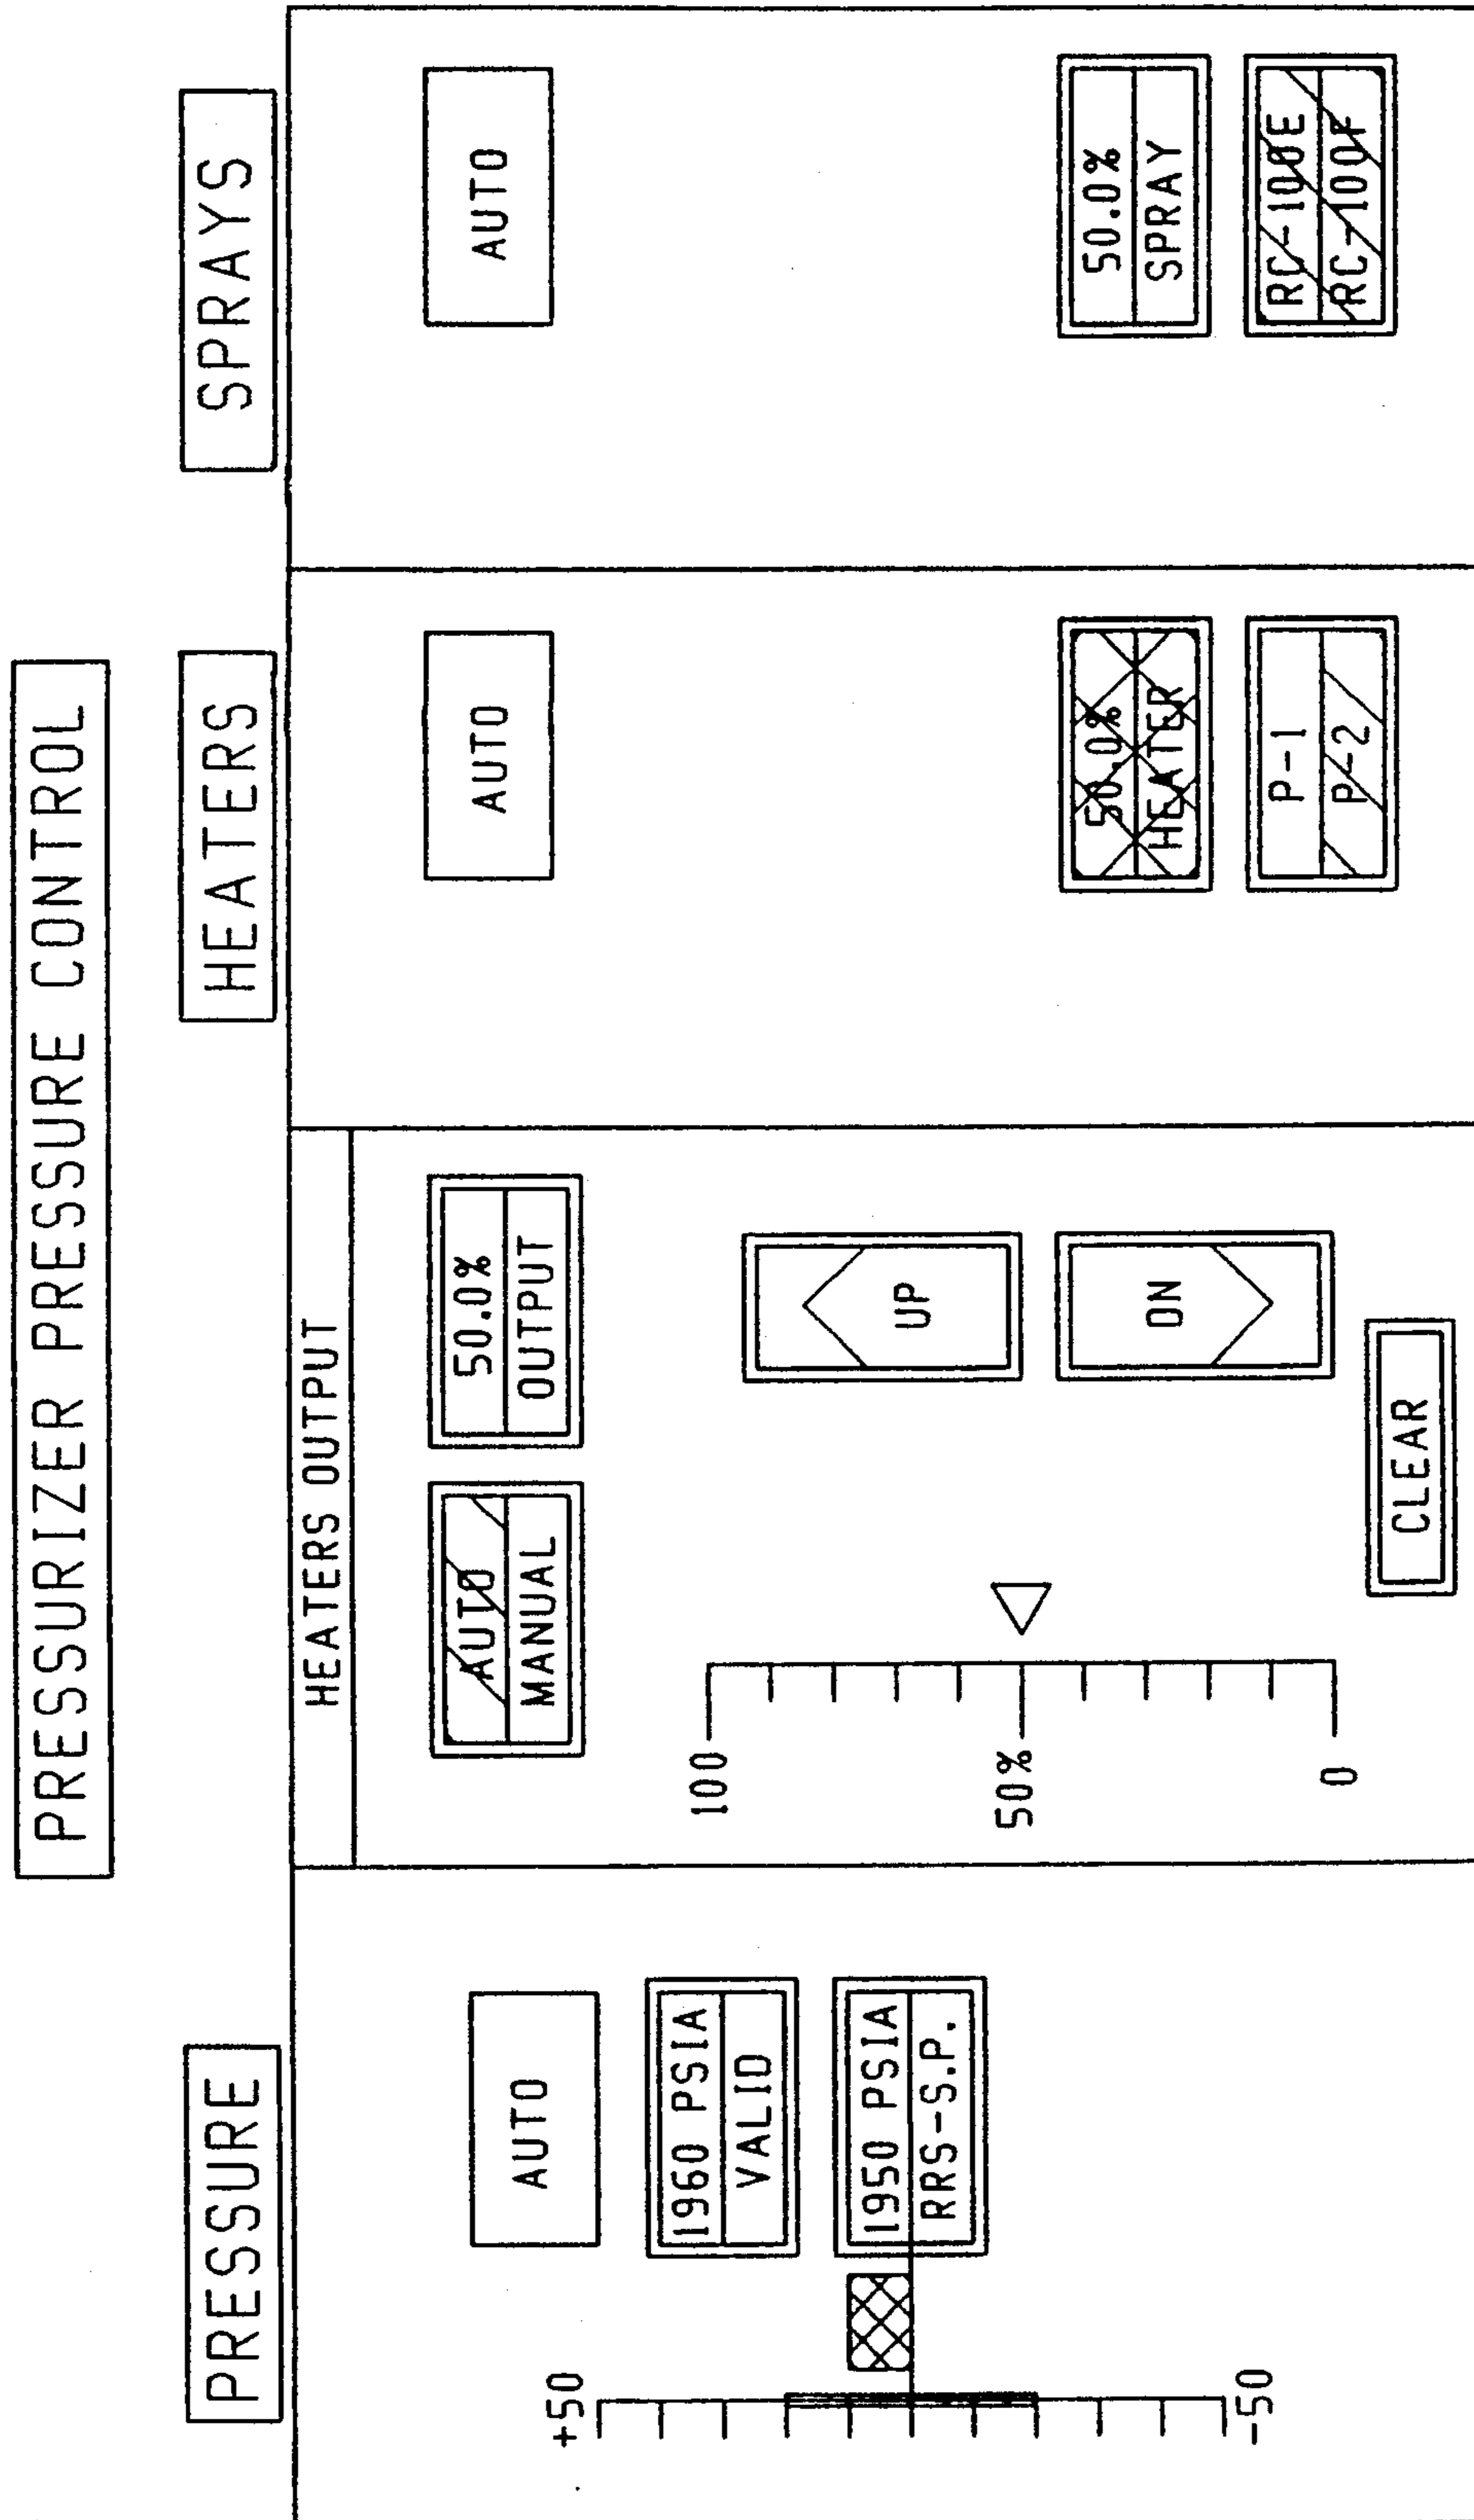 PRESSURIZER PRESSURE CONTROL
PRESSURE
HEATERS
SPRAYS
+50
AUTO
1960 PSIA
VALID
1950 PSIA
RRS-S.P.
-50
HEATERS OUTPUT
AUTO
MANUAL
50.0%
OUTPUT
100
50%
0
UP
ON
CLEAR
AUTO
50.0%
HEATER
P-1
P-2
AUTO
50.0%
SPRAY
RC-100E
RC-100F